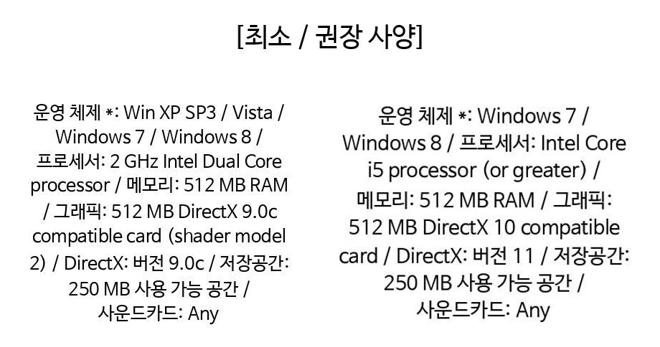 [최소 / 권장 사양]
운영 체제 *: Win XP SP3 / Vista /
Windows 7 / Windows 8 /
프로세서: 2 GHz Intel Dual Core
processor / 메모리: 512 MB RAM
/ 그래픽: 512 MB DirectX 9.0c
compatible card (shader model
2) / DirectX: 버전 9.0c / 저장공간:
250 MB 사용 가능 공간 /
사운드카드: Any
운영 체제 *: Windows 7 /
Windows 8 / 프로세서: Intel Core
i5 processor (or greater) /
메모리: 512 MB RAM / 그래픽:
512 MB DirectX 10 compatible
card / DirectX: 버전 11 / 저장공간:
250 MB 사용 가능 공간 /
사운드카드: Any